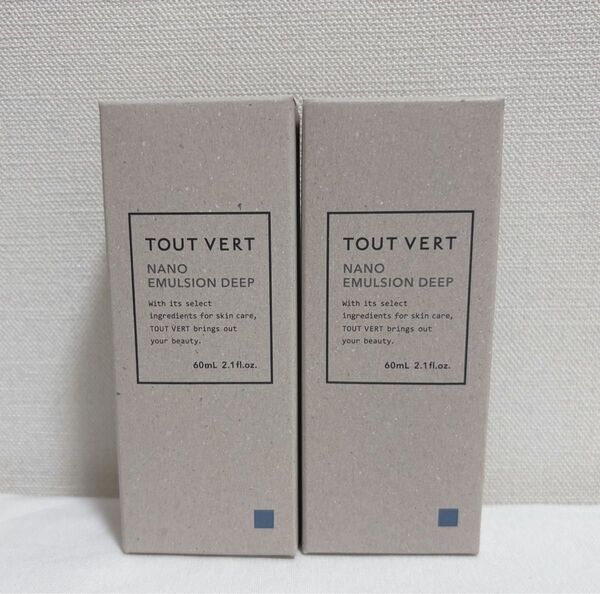 TOUT VERT
NANO
EMULSION DEEP
With its select
ingredients for skin care,
TOUT VERT brings out
your beauty.
60mL 2.1fl.oz.
TOUT VERT
NANO
EMULSION DEEP
With its select
ingredients for skin care,
TOUT VERT brings out
your beauty.
60mL 2.1fl.oz.